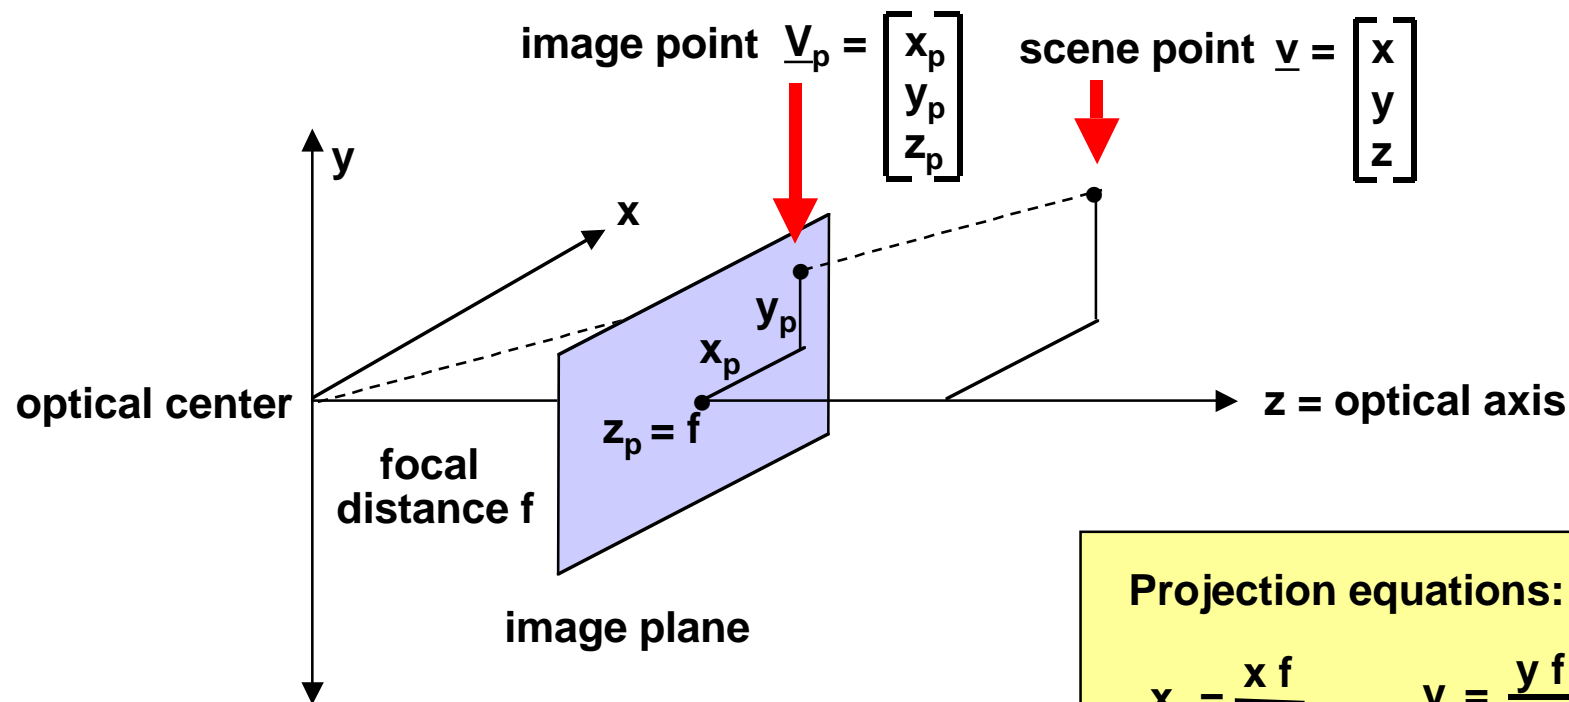 image point V_p = [x_p
y_p
z_p]
scene point v = [x
y
z]
y
x
y_p
x_p
optical center
z_p = f
z = optical axis
focal
distance f
image plane
Projection equations:
x = x f
y = y f